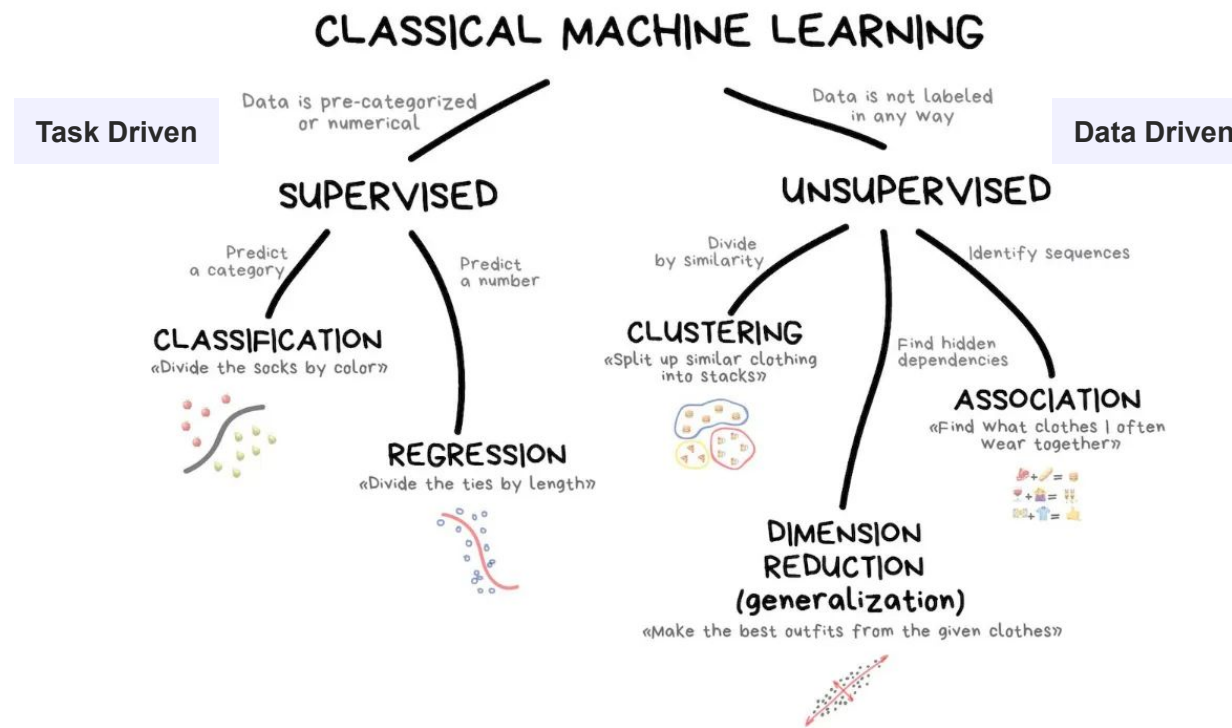 CLASSICAL MACHINE LEARNING
Task Driven
Data is pre-categorized
or numerical
Data is not labeled
in any way
Data Driven
SUPERVISED
UNSUPERVISED
Predict
a category
Predict
a number
Divide
by similarity
Identify sequences
CLASSIFICATION
«Divide the socks by color»
CLUSTERING
«Split up similar clothing
into stacks»
Find hidden
dependencies
ASSOCIATION
«Find what clothes I often
wear together»
REGRESSION
«Divide the ties by length»
+ =
+ =
+ =
DIMENSION
REDUCTION
(generalization)
«Make the best outfits from the given clothes»